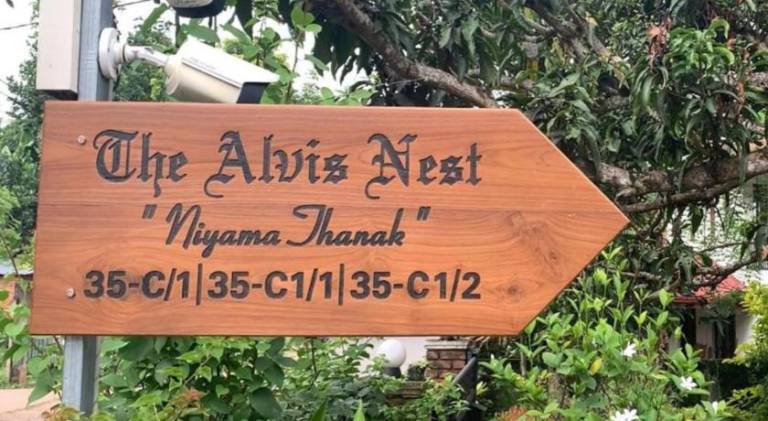 The Alvis Nest
"Niyama Thanak"
35-C/1|35-C1/1|35-C1/2